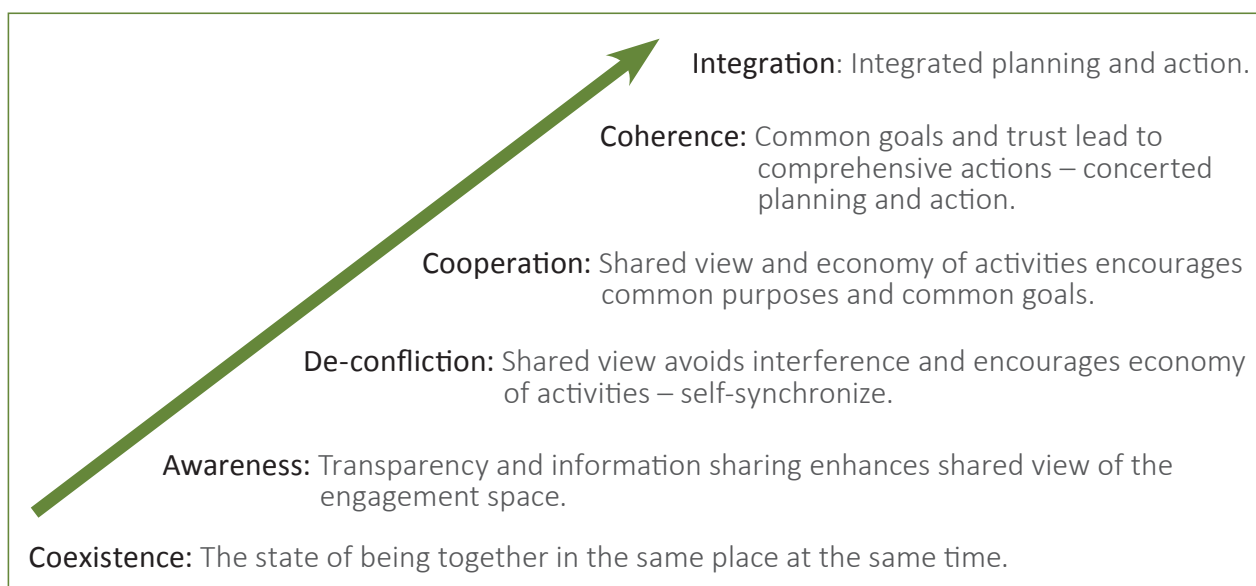 Integration: Integrated planning and action.
Coherence: Common goals and trust lead to
comprehensive actions – concerted
planning and action.
Cooperation: Shared view and economy of activities encourages
common purposes and common goals.
De-confliction: Shared view avoids interference and encourages economy
of activities – self-synchronize.
Awareness: Transparency and information sharing enhances shared view of the
engagement space.
Coexistence: The state of being together in the same place at the same time.